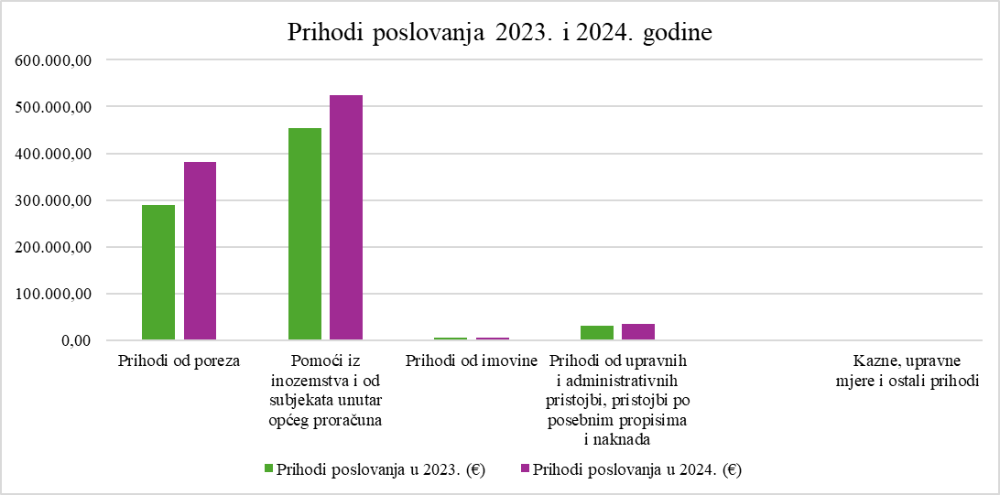 Prihodi poslovanja 2023. i 2024. godine
600.000,00
500.000,00
400.000,00
300.000,00
200.000,00
100.000,00
0,00
Prihodi od poreza
Pomoći iz
inozemstva i od
subjekata unutar
općeg proračuna
Prihodi od imovine
Prihodi od upravnih
i administrativnih
pristojbi, pristojbi po
posebnim propisima
i naknada
Kazne, upravne
mjere i ostali prihodi
Prihodi poslovanja u 2023. (€)
Prihodi poslovanja u 2024. (€)